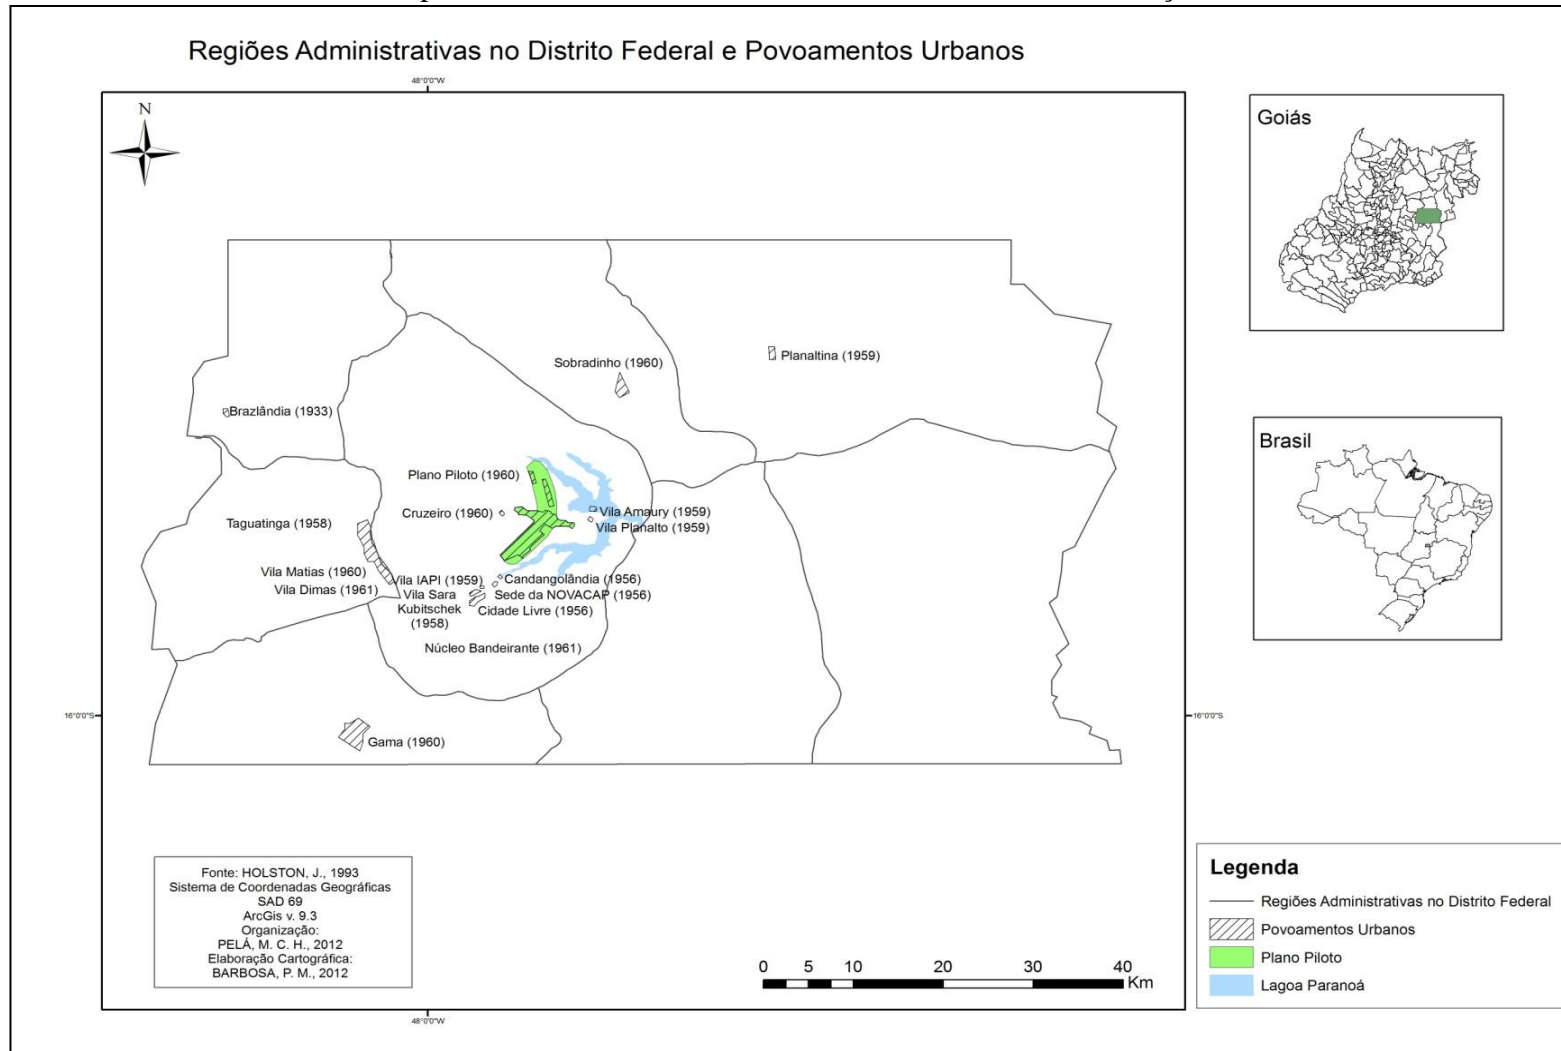 Regiões Administrativas no Distrito Federal e Povoamentos Urbanos
48°0'0"W
N
Goiás
Sobradinho (1960)
Planaltina (1959)
Brazlândia (1933)
Brasil
Plano Piloto (1960)
Cruzeiro (1960)
Vila Amaury (1959)
Taguatinga (1958)
Vila Planalto (1959)
Vila Matias (1960)
Vila IAPI (1959)
Candangolândia (1956)
Vila Dimas (1961)
Vila Sara
Kubitschek
(1958)
Sede da NOVACAP (1956)
Cidade Livre (1956)
Núcleo Bandeirante (1961)
16°0'0"S
16°0'0"S
Gama (1960)
Fonte: HOLSTON, J., 1993
Sistema de Coordenadas Geográficas
SAD 69
ArcGis v. 9.3
Organização:
PELÁ, M. C. H., 2012
Elaboração Cartográfica:
BARBOSA, P. M., 2012
0 5 10 20 30 40
Km
Legenda
Regiões Administrativas no Distrito Federal
Povoamentos Urbanos
Plano Piloto
Lagoa Paranoá
48°0'0"W